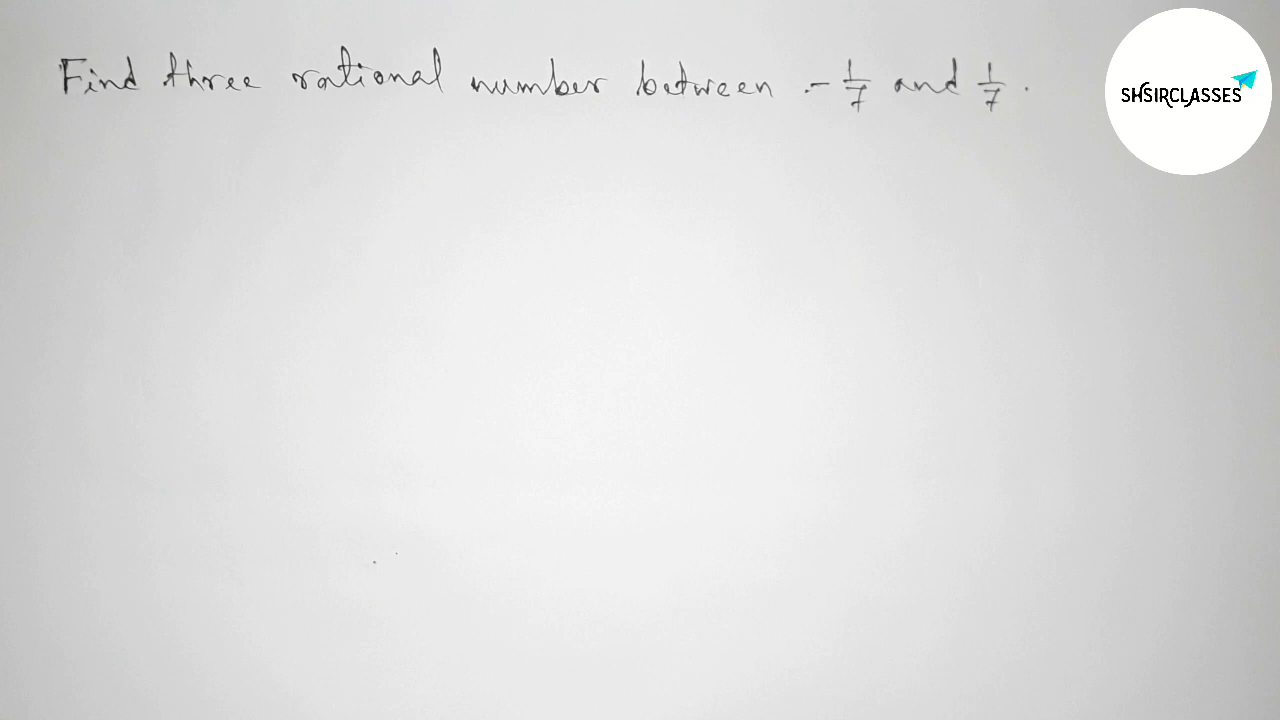 Find three rational number between - 1/7 and 1/7.
SHSIRCLASSES